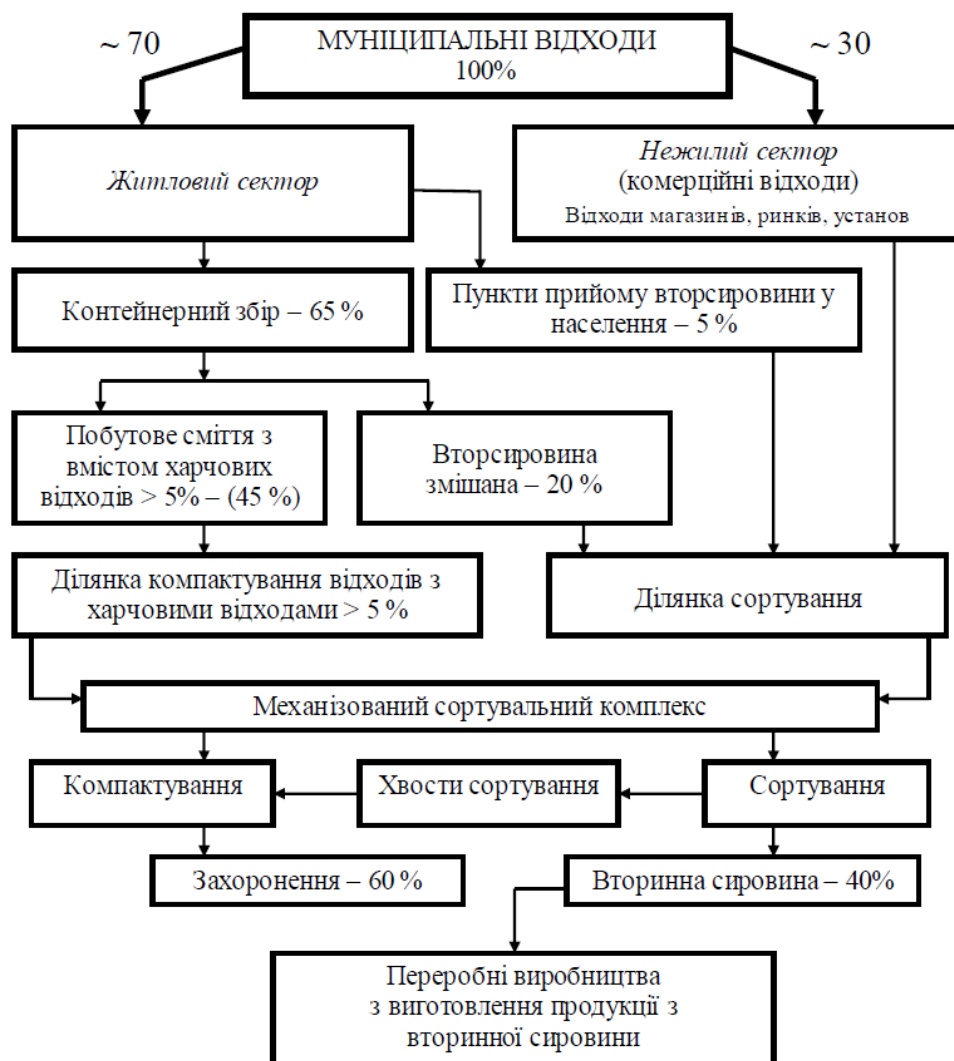 ~ 70
МУНІЦИПАЛЬНІ ВІДХОДИ
100%
~ 30
Житловий сектор
Нежилий сектор
(комерційні відходи)
Відходи магазинів, ринків, установ
Контейнерний збір – 65 %
Пункти прийому вторсировини у
населення – 5 %
Побутове сміття з
вмістом харчових
відходів > 5% – (45 %)
Вторсировина
змішана – 20 %
Ділянка компактування відходів з
харчовими відходами > 5 %
Ділянка сортування
Механізований сортувальний комплекс
Компактування
Хвости сортування
Сортування
Захоронення – 60 %
Вторинна сировина – 40%
Переробні виробництва
з виготовлення продукції з
вторинної сировини